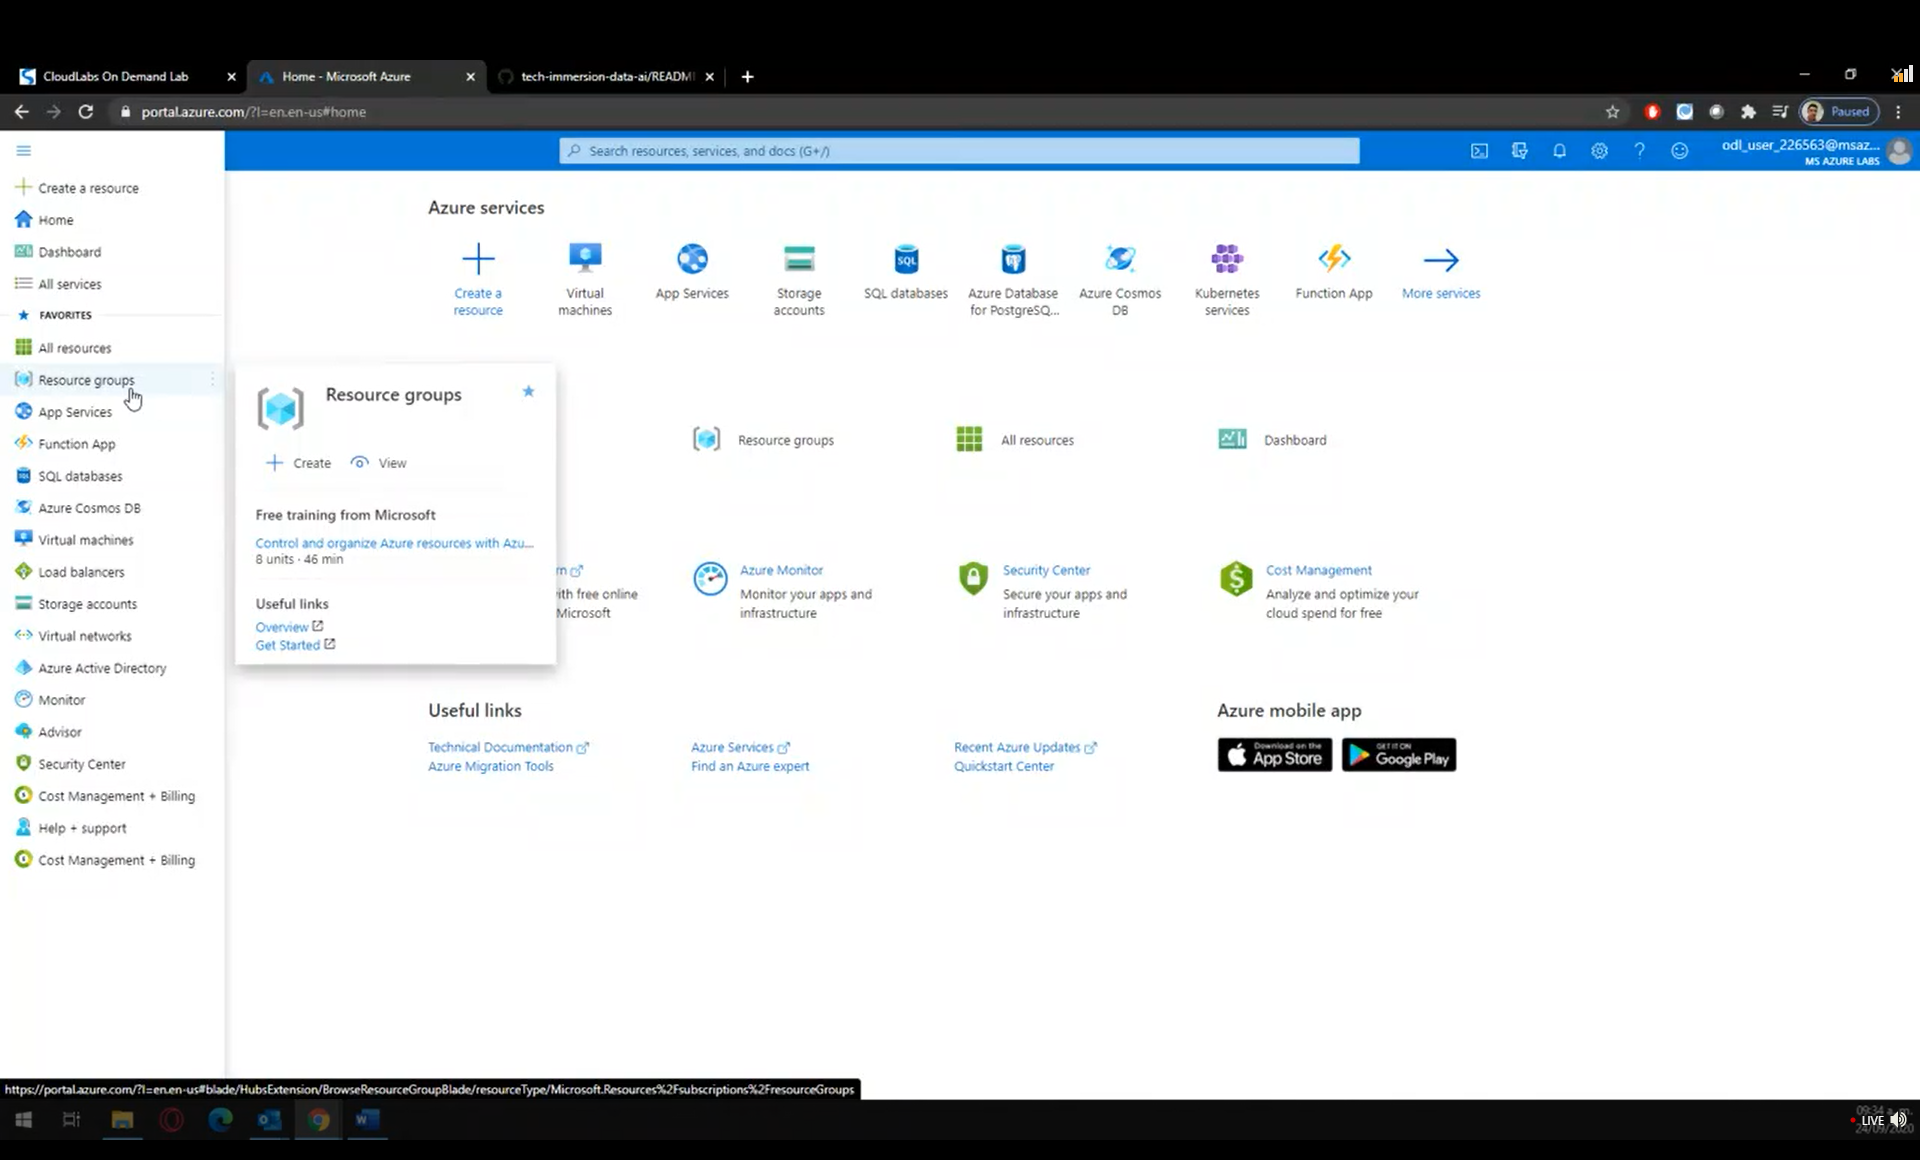 CloudLabs On Demand Lab
Home - Microsoft Azure
tech-immersion-data-ai/READM
portal.azure.com/?l=en.en-us#home
Paused
Search resources, services, and docs (G+/)
odl_user_226563@msaz...
MS AZURE LABS
Create a resource
Home
Dashboard
All services
FAVORITES
All resources
Resource groups
App Services
Function App
SQL databases
Azure Cosmos DB
Virtual machines
Load balancers
Storage accounts
Virtual networks
Azure Active Directory
Monitor
Advisor
Security Center
Cost Management + Billing
Help + support
Cost Management + Billing
Azure services
Create a
resource
Virtual
machines
App Services
Storage
accounts
SQL databases
Azure Database
for PostgreSQ...
Azure Cosmos
DB
Kubernetes
services
Function App
More services
Resource groups
Create
View
Free training from Microsoft
Control and organize Azure resources with Azu...
8 units · 46 min
Useful links
Overview
Get Started
Resource groups
All resources
Dashboard
with free online
Microsoft
Azure Monitor
Monitor your apps and
infrastructure
Security Center
Secure your apps and
infrastructure
Cost Management
Analyze and optimize your
cloud spend for free
Useful links
Technical Documentation
Azure Migration Tools
Azure Services
Find an Azure expert
Recent Azure Updates
Quickstart Center
Azure mobile app
Download on the
App Store
GET IT ON
Google Play
https://portal.azure.com/?l=en.en-us#blade/HubsExtension/BrowseResourceGroupBlade/resourceType/Microsoft.Resources%2Fsubscriptions%2FresourceGroups
LIVE
24/09/2020